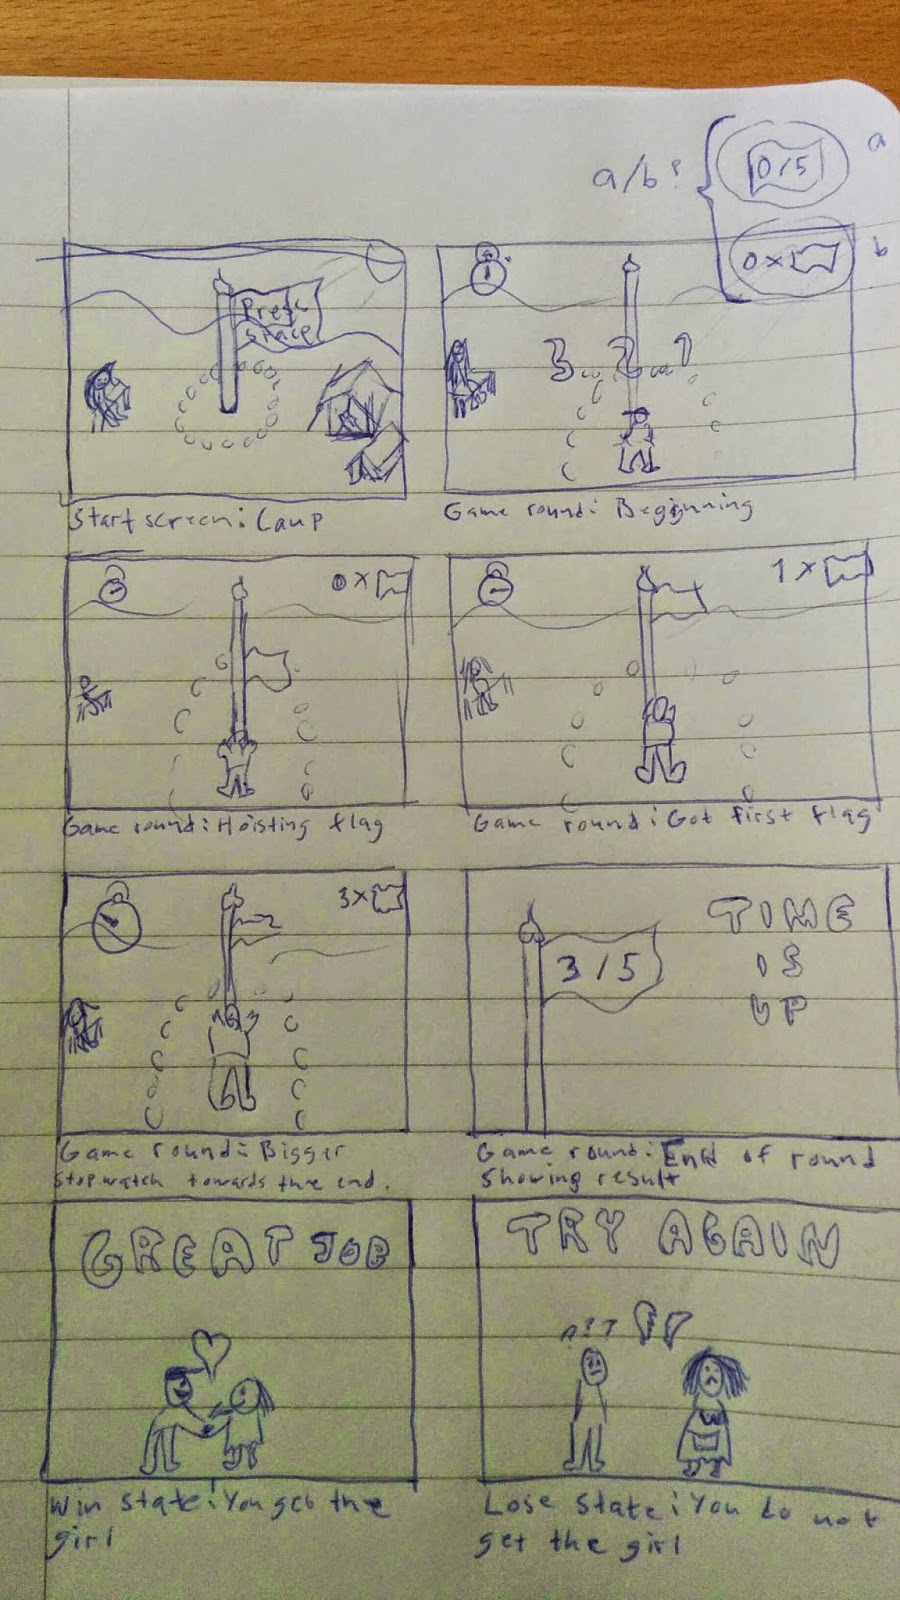 a/b?
0/5
a
0 x
b
Press
Space
3..2..1
Start screen: Camp
Game round: Beginning
0 x
1 x
Game round: Hoisting flag
Game round: Got first flag
3 x
3/5
TIME
IS
UP
Game round: Bigger
stopwatch towards the end.
Game round: End of round
showing result
GREAT JOB
TRY AGAIN
Win state: You get the
girl
Lose state: You do not
get the girl